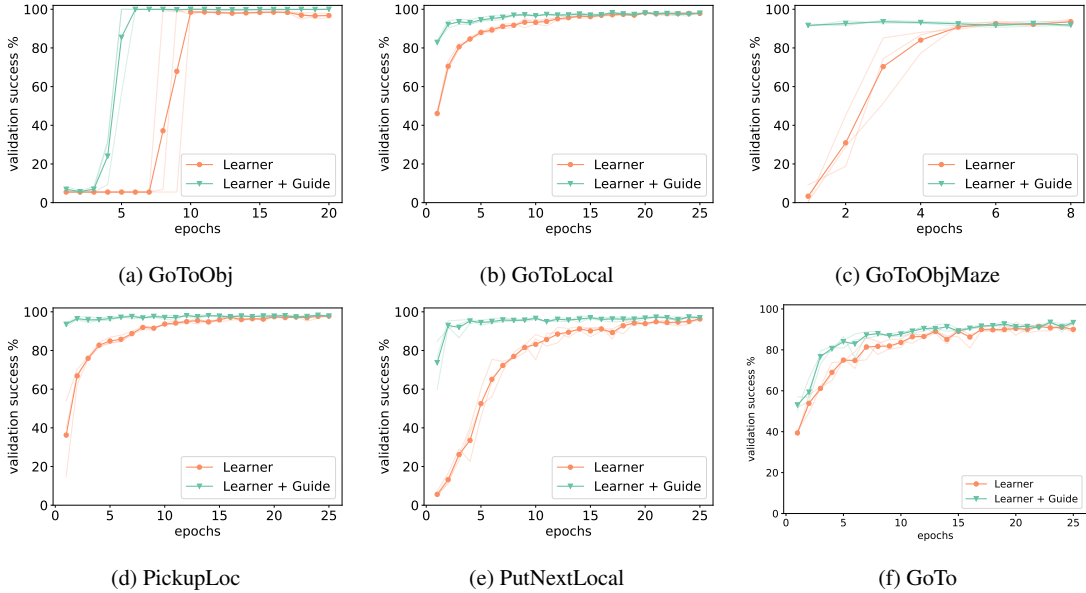 validation success %
100
80
60
40
20
0
5 10 15 20
epochs
Learner
Learner + Guide
(a) GoToObj
validation success %
100
80
60
40
20
0
0 5 10 15 20 25
epochs
Learner
Learner + Guide
(b) GoToLocal
validation success %
100
80
60
40
20
0
2 4 6 8
epochs
Learner
Learner + Guide
(c) GoToObjMaze
validation success %
100
80
60
40
20
0
0 5 10 15 20 25
epochs
Learner
Learner + Guide
(d) PickupLoc
validation success %
100
80
60
40
20
0
0 5 10 15 20 25
epochs
Learner
Learner + Guide
(e) PutNextLocal
validation success %
100
80
60
40
20
0
0 5 10 15 20 25
epochs
Learner
Learner + Guide
(f) GoTo